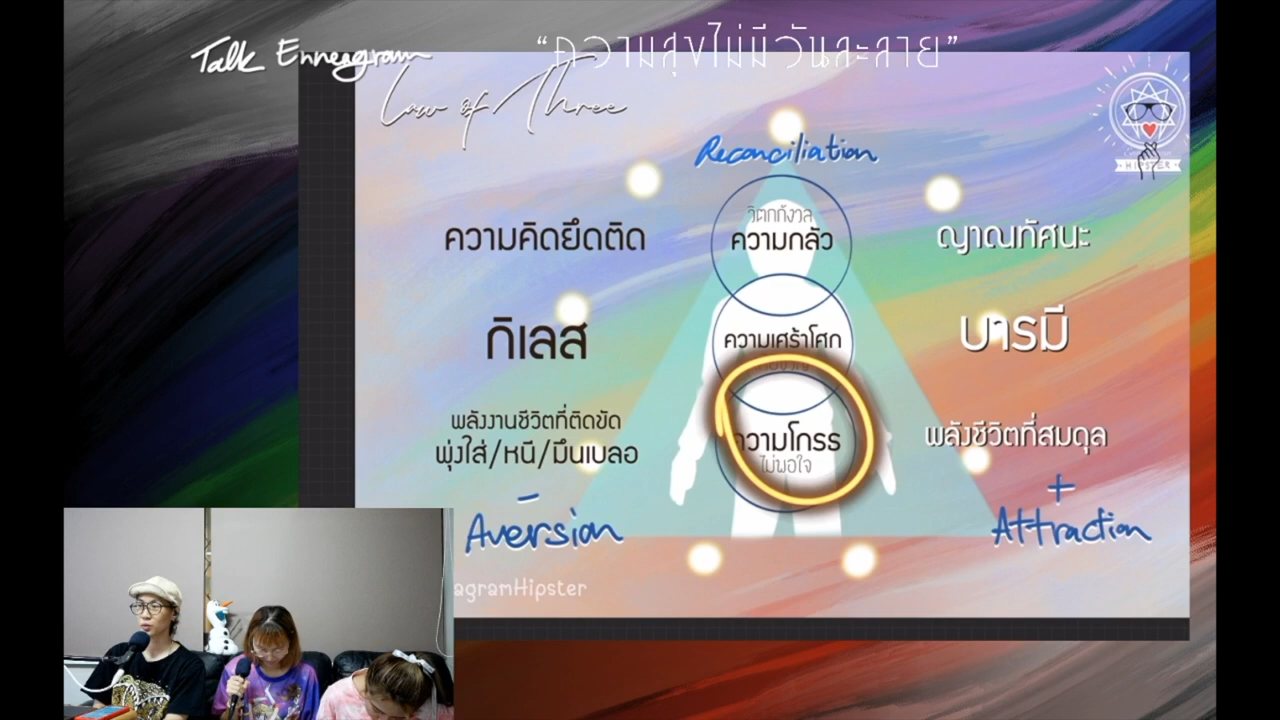 Talk Enneagram
“ความสุขไม่มีวันละลาย”
Law of Three
HIPSTER
Reconciliation
วิตกกังวล
ความกลัว
ความคิดยึดติด
ญาณทัศนะ
ความเศร้าโศก
กิเลส
บารมี
พลังงานชีวิตที่ติดขัด
พุ่งใส่/หนี/มึนเบลอ
ความโกรธ
ไม่พอใจ
พลังชีวิตที่สมดุล
-
Aversion
+
Attraction
agramHipster